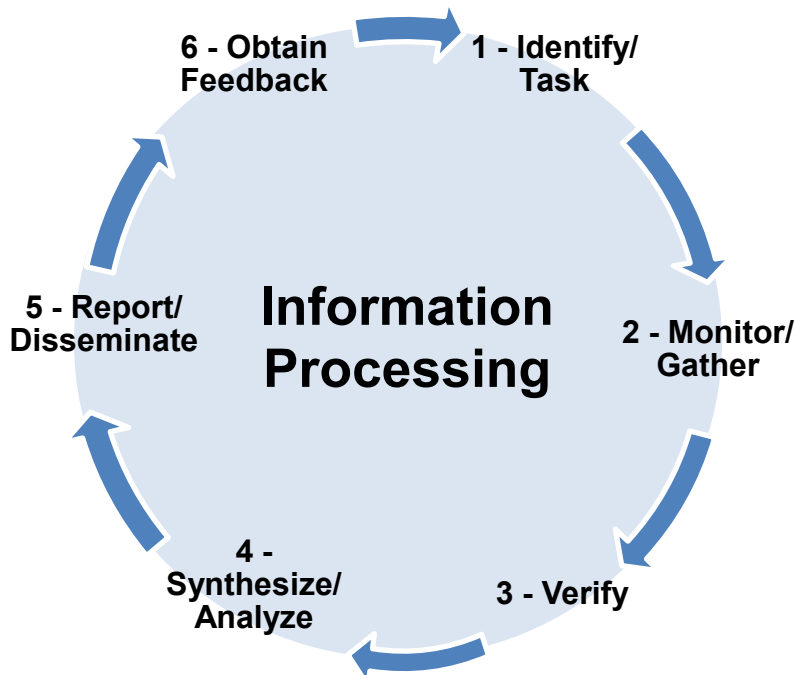 6 - Obtain
Feedback
1 - Identify/
Task
Information
Processing
2 - Monitor/
Gather
5 - Report/
Disseminate
3 - Verify
4 -
Synthesize/
Analyze